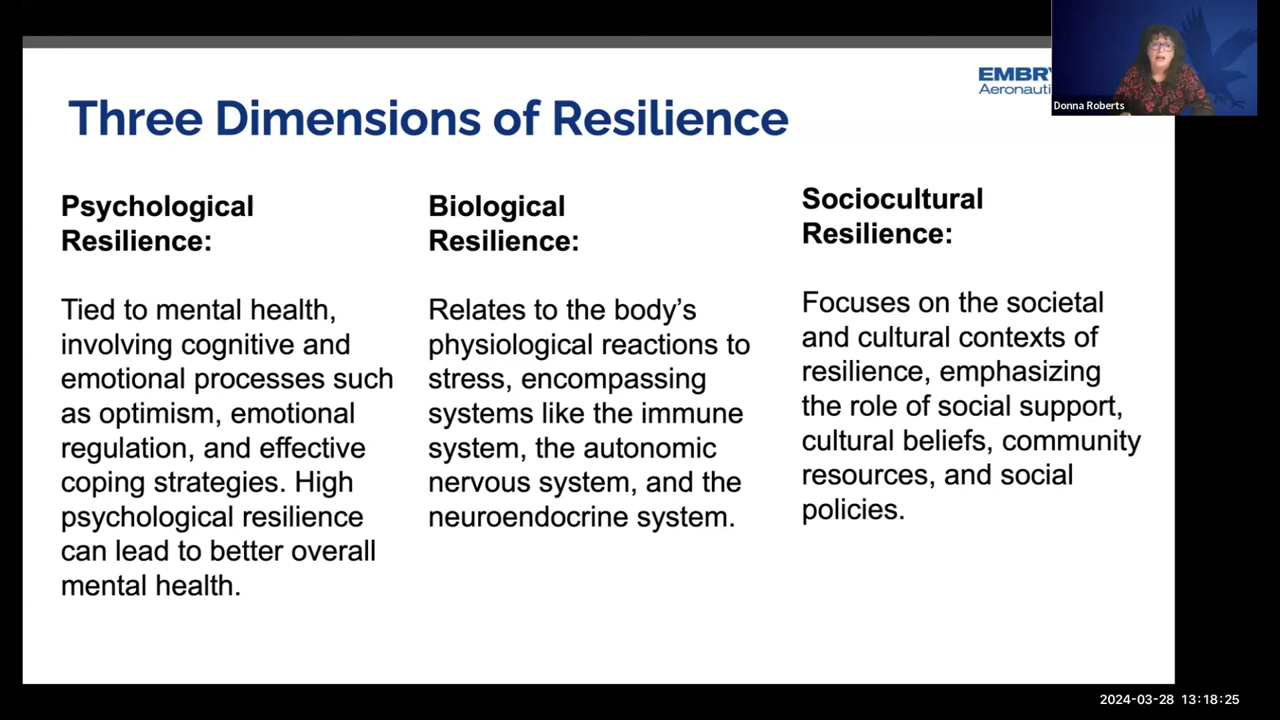 EMBRY
Aeronauti
Donna Roberts
Three Dimensions of Resilience
Psychological
Resilience:
Tied to mental health,
involving cognitive and
emotional processes such
as optimism, emotional
regulation, and effective
coping strategies. High
psychological resilience
can lead to better overall
mental health.
Biological
Resilience:
Relates to the body’s
physiological reactions to
stress, encompassing
systems like the immune
system, the autonomic
nervous system, and the
neuroendocrine system.
Sociocultural
Resilience:
Focuses on the societal
and cultural contexts of
resilience, emphasizing
the role of social support,
cultural beliefs, community
resources, and social
policies.
2024-03-28 13:18:25